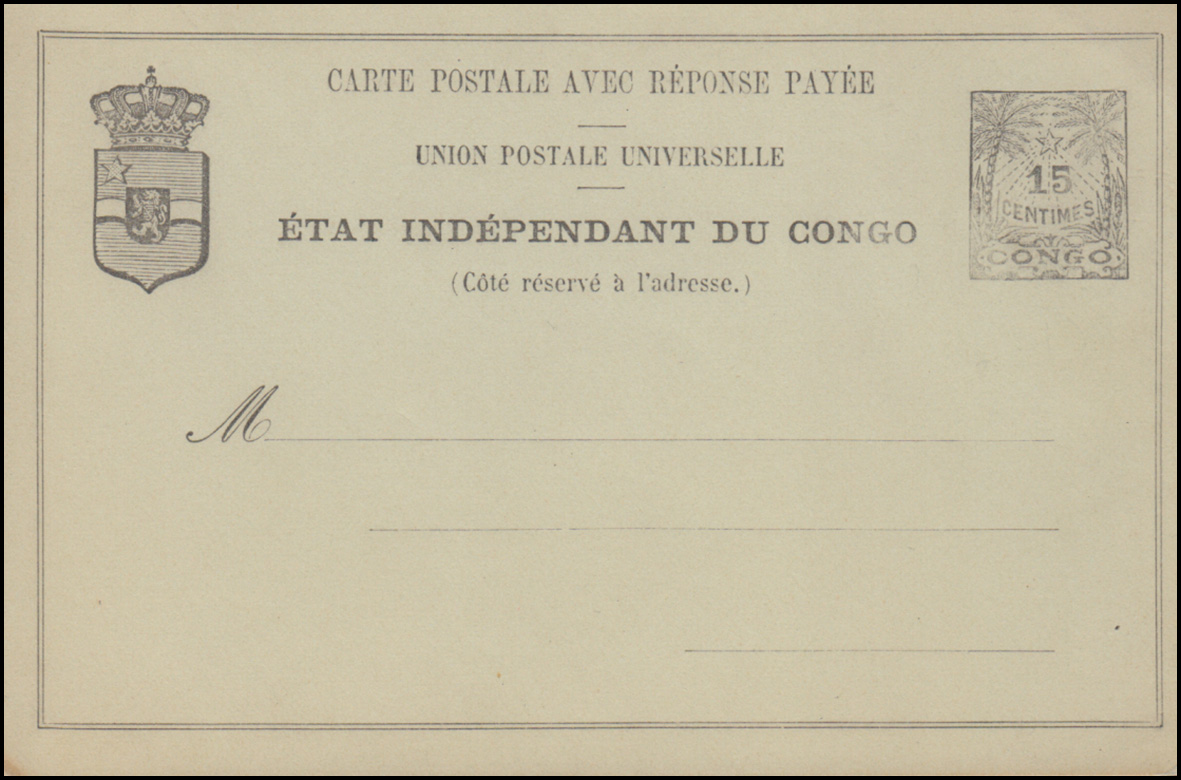 CARTE POSTALE AVEC RÉPONSE PAYÉE
UNION POSTALE UNIVERSELLE
ÉTAT INDÉPENDANT DU CONGO
(Côté réservé à l'adresse.)
15
CENTIMES
CONGO
M